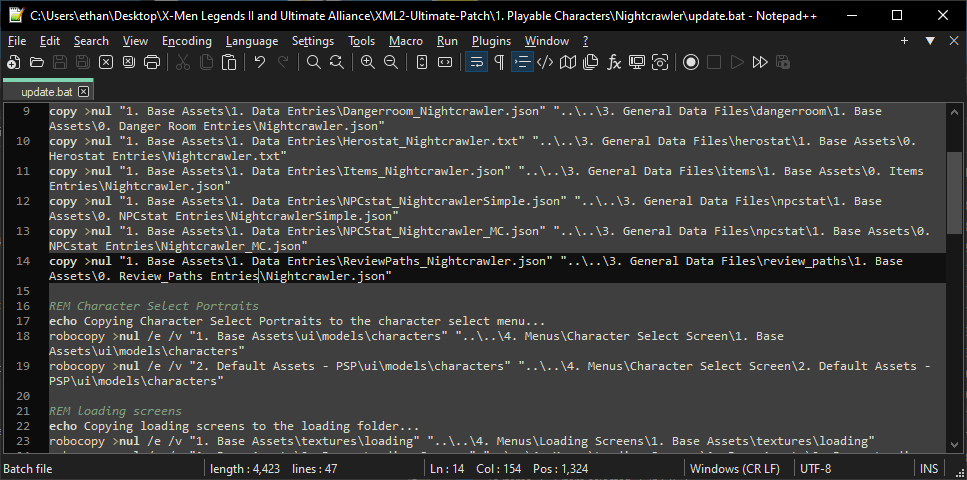 C:\Users\ethan\Desktop\X-Men Legends II and Ultimate Alliance\XML2-Ultimate-Patch\1. Playable Characters\Nightcrawler\update.bat - Notepad++
File Edit Search View Encoding Language Settings Tools Macro Run Plugins Window ?
update.bat
9 copy >nul "1. Base Assets\1. Data Entries\Dangerroom_Nightcrawler.json" "..\..\3. General Data Files\dangerroom\1. Base
Assets\0. Danger Room Entries\Nightcrawler.json"
10 copy >nul "1. Base Assets\1. Data Entries\Herostat_Nightcrawler.txt" "..\..\3. General Data Files\herostat\1. Base Assets\0.
Herostat Entries\Nightcrawler.txt"
11 copy >nul "1. Base Assets\1. Data Entries\Items_Nightcrawler.json" "..\..\3. General Data Files\items\1. Base Assets\0. Items
Entries\Nightcrawler.json"
12 copy >nul "1. Base Assets\1. Data Entries\NPCstat_NightcrawlerSimple.json" "..\..\3. General Data Files\npcstat\1. Base
Assets\0. NPCstat Entries\NightcrawlerSimple.json"
13 copy >nul "1. Base Assets\1. Data Entries\NPCStat_Nightcrawler_MC.json" "..\..\3. General Data Files\npcstat\1. Base Assets\0.
NPCstat Entries\Nightcrawler_MC.json"
14 copy >nul "1. Base Assets\1. Data Entries\ReviewPaths_Nightcrawler.json" "..\..\3. General Data Files\review_paths\1. Base
Assets\0. Review_Paths Entries\Nightcrawler.json"
15
16 REM Character Select Portraits
17 echo Copying Character Select Portraits to the character select menu...
18 robocopy >nul /e /v "1. Base Assets\ui\models\characters" "..\..\4. Menus\Character Select Screen\1. Base
Assets\ui\models\characters"
19 robocopy >nul /e /v "2. Default Assets - PSP\ui\models\characters" "..\..\4. Menus\Character Select Screen\2. Default Assets -
PSP\ui\models\characters"
20
21 REM loading screens
22 echo Copying loading screens to the loading folder...
23 robocopy >nul /e /v "1. Base Assets\textures\loading" "..\..\4. Menus\Loading Screens\1. Base Assets\textures\loading"
Batch file length : 4,423 lines : 47 Ln : 14 Col : 154 Pos : 1,324 Windows (CR LF) UTF-8 INS